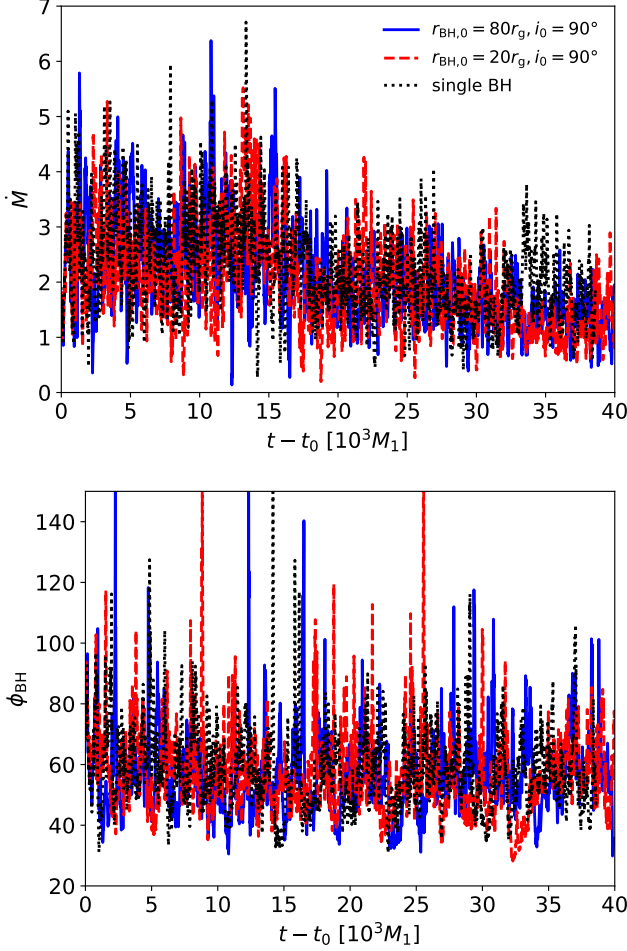 7
6
5
4
3
2
1
0
Ṁ
r_BH,0 = 80r_g, i_0 = 90°
r_BH,0 = 20r_g, i_0 = 90°
single BH
0 5 10 15 20 25 30 35 40
t − t_0 [10^3 M_1]
140
120
100
80
60
40
20
ϕ_BH
0 5 10 15 20 25 30 35 40
t − t_0 [10^3 M_1]